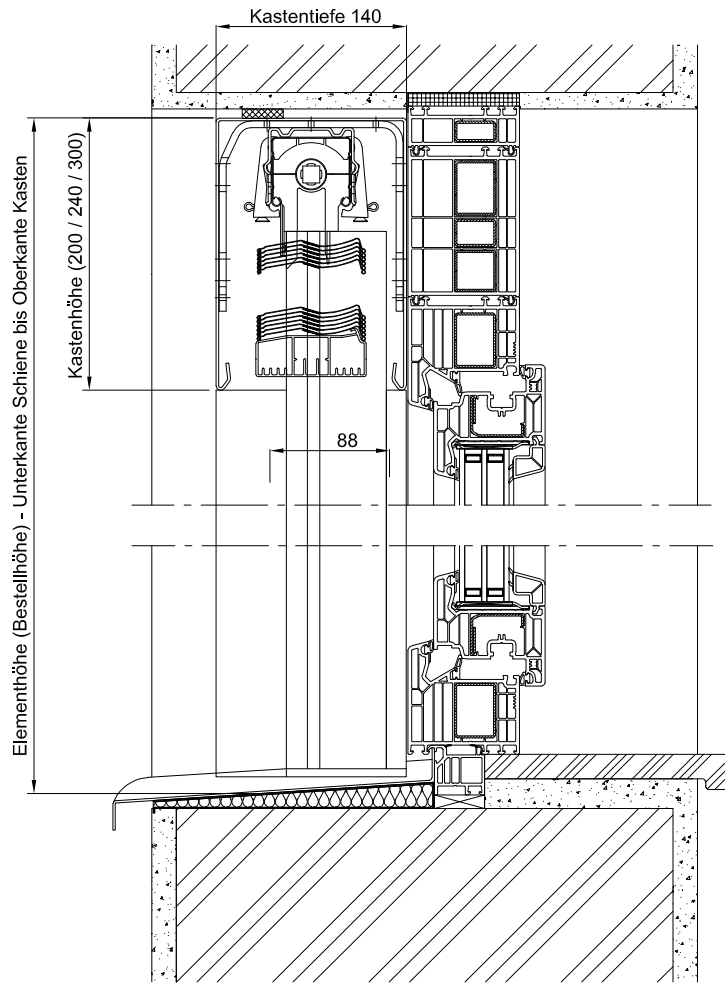 Kastentiefe 140
Kastenhöhe (200 / 240 / 300)
Elementhöhe (Bestellhöhe) - Unterkante Schiene bis Oberkante Kasten
88